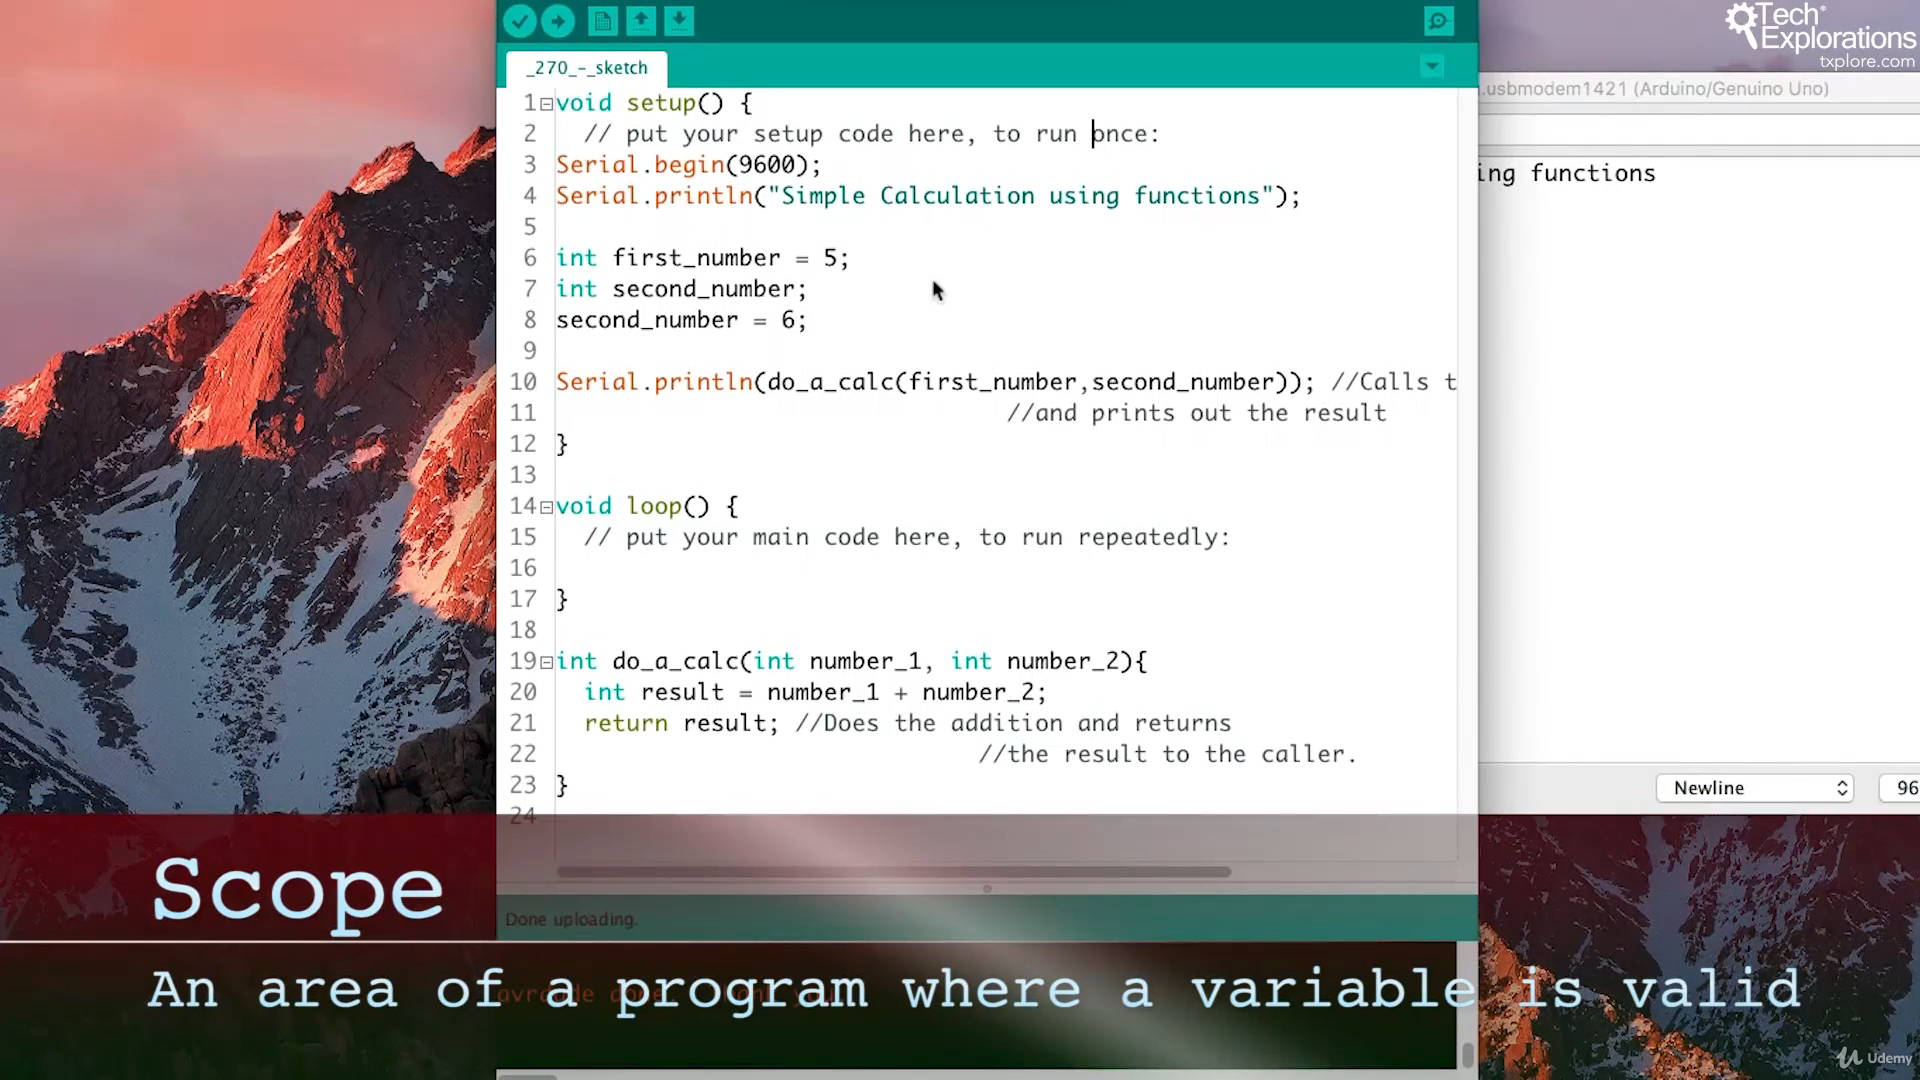 Tech
Explorations
txplore.com
_270_-_sketch
.usbmodem1421 (Arduino/Genuino Uno)
1 void setup() {
2 // put your setup code here, to run once:
3 Serial.begin(9600);
4 Serial.println("Simple Calculation using functions");
5
6 int first_number = 5;
7 int second_number;
8 second_number = 6;
9
10 Serial.println(do_a_calc(first_number,second_number)); //Calls t
11 //and prints out the result
12 }
13
14 void loop() {
15 // put your main code here, to run repeatedly:
16
17 }
18
19 int do_a_calc(int number_1, int number_2){
20 int result = number_1 + number_2;
21 return result; //Does the addition and returns
22 //the result to the caller.
23 }
24
ing functions
Newline
96
Scope
Done uploading.
An area of a program where a variable is valid
avrdude done.
Udemy